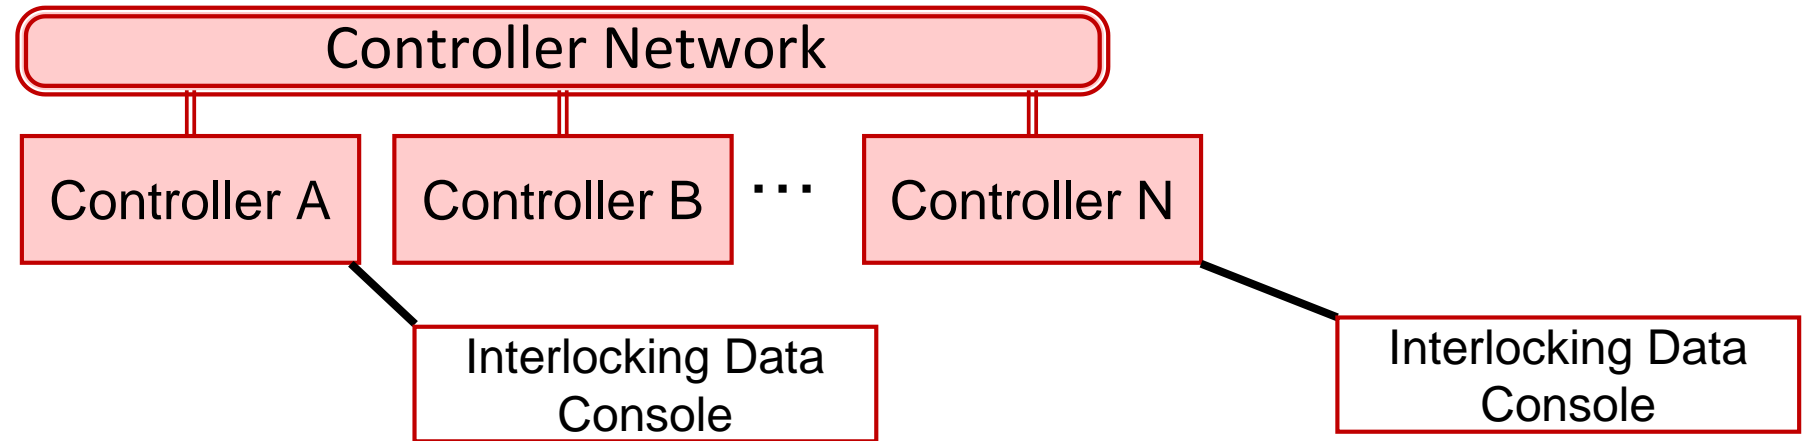 Controller Network
Controller A
Controller B
...
Controller N
Interlocking Data
Console
Interlocking Data
Console